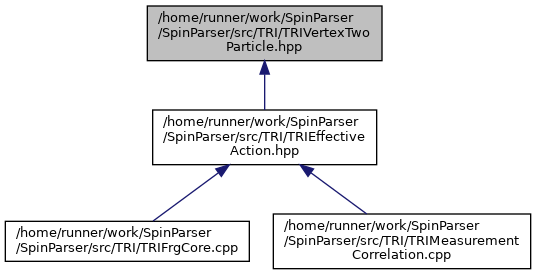 /home/runner/work/SpinParser
/SpinParser/src/TRI/TRIVertexTwo
Particle.hpp
/home/runner/work/SpinParser
/SpinParser/src/TRI/TRIEffective
Action.hpp
/home/runner/work/SpinParser
/SpinParser/src/TRI/TRIFrgCore.cpp
/home/runner/work/SpinParser
/SpinParser/src/TRI/TRIMeasurement
Correlation.cpp